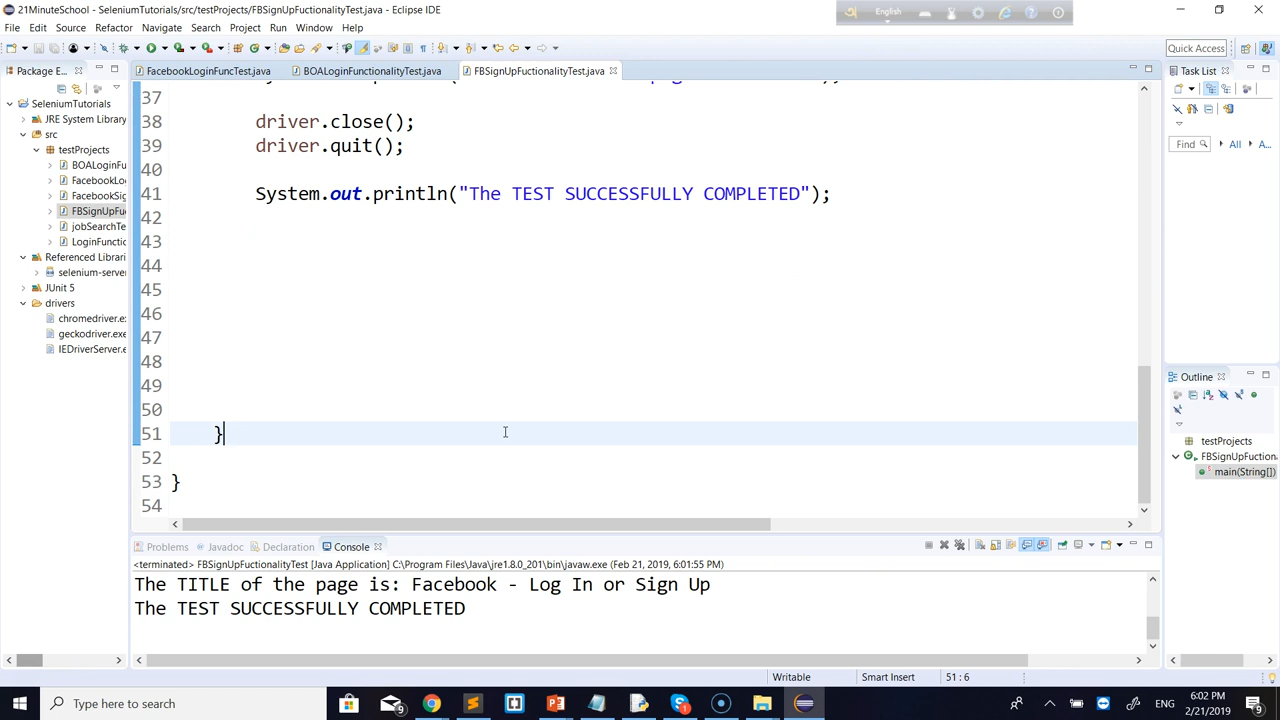 21MinuteSchool - SeleniumTutorials/src/testProjects/FBSignUpFuctionalityTest.java - Eclipse IDE
English
File Edit Source Refactor Navigate Search Project Run Window Help
Quick Access
Package E...
FacebookLoginFuncTest.java
BOALoginFunctionalityTest.java
FBSignUpFuctionalityTest.java
Task List
SeleniumTutorials
JRE System Library
src
testProjects
BOALoginFu
FacebookLo
FacebookSig
FBSignUpFu
jobSearchTe
LoginFunctio
Referenced Librari
selenium-serve
JUnit 5
drivers
chromedriver.e
geckodriver.exe
IEDriverServer.e
37
38 driver.close();
39 driver.quit();
40
41 System.out.println("The TEST SUCCESSFULLY COMPLETED");
42
43
44
45
46
47
48
49
50
51 }
52
53 }
54
Find
All
A...
Outline
testProjects
FBSignUpFuction
main(String[])
Problems
Javadoc
Declaration
Console
<terminated> FBSignUpFuctionalityTest [Java Application] C:\Program Files\Java\jre1.8.0_201\bin\javaw.exe (Feb 21, 2019, 6:01:55 PM)
The TITLE of the page is: Facebook - Log In or Sign Up
The TEST SUCCESSFULLY COMPLETED
Writable
Smart Insert
51 : 6
Type here to search
ENG
6:02 PM
2/21/2019